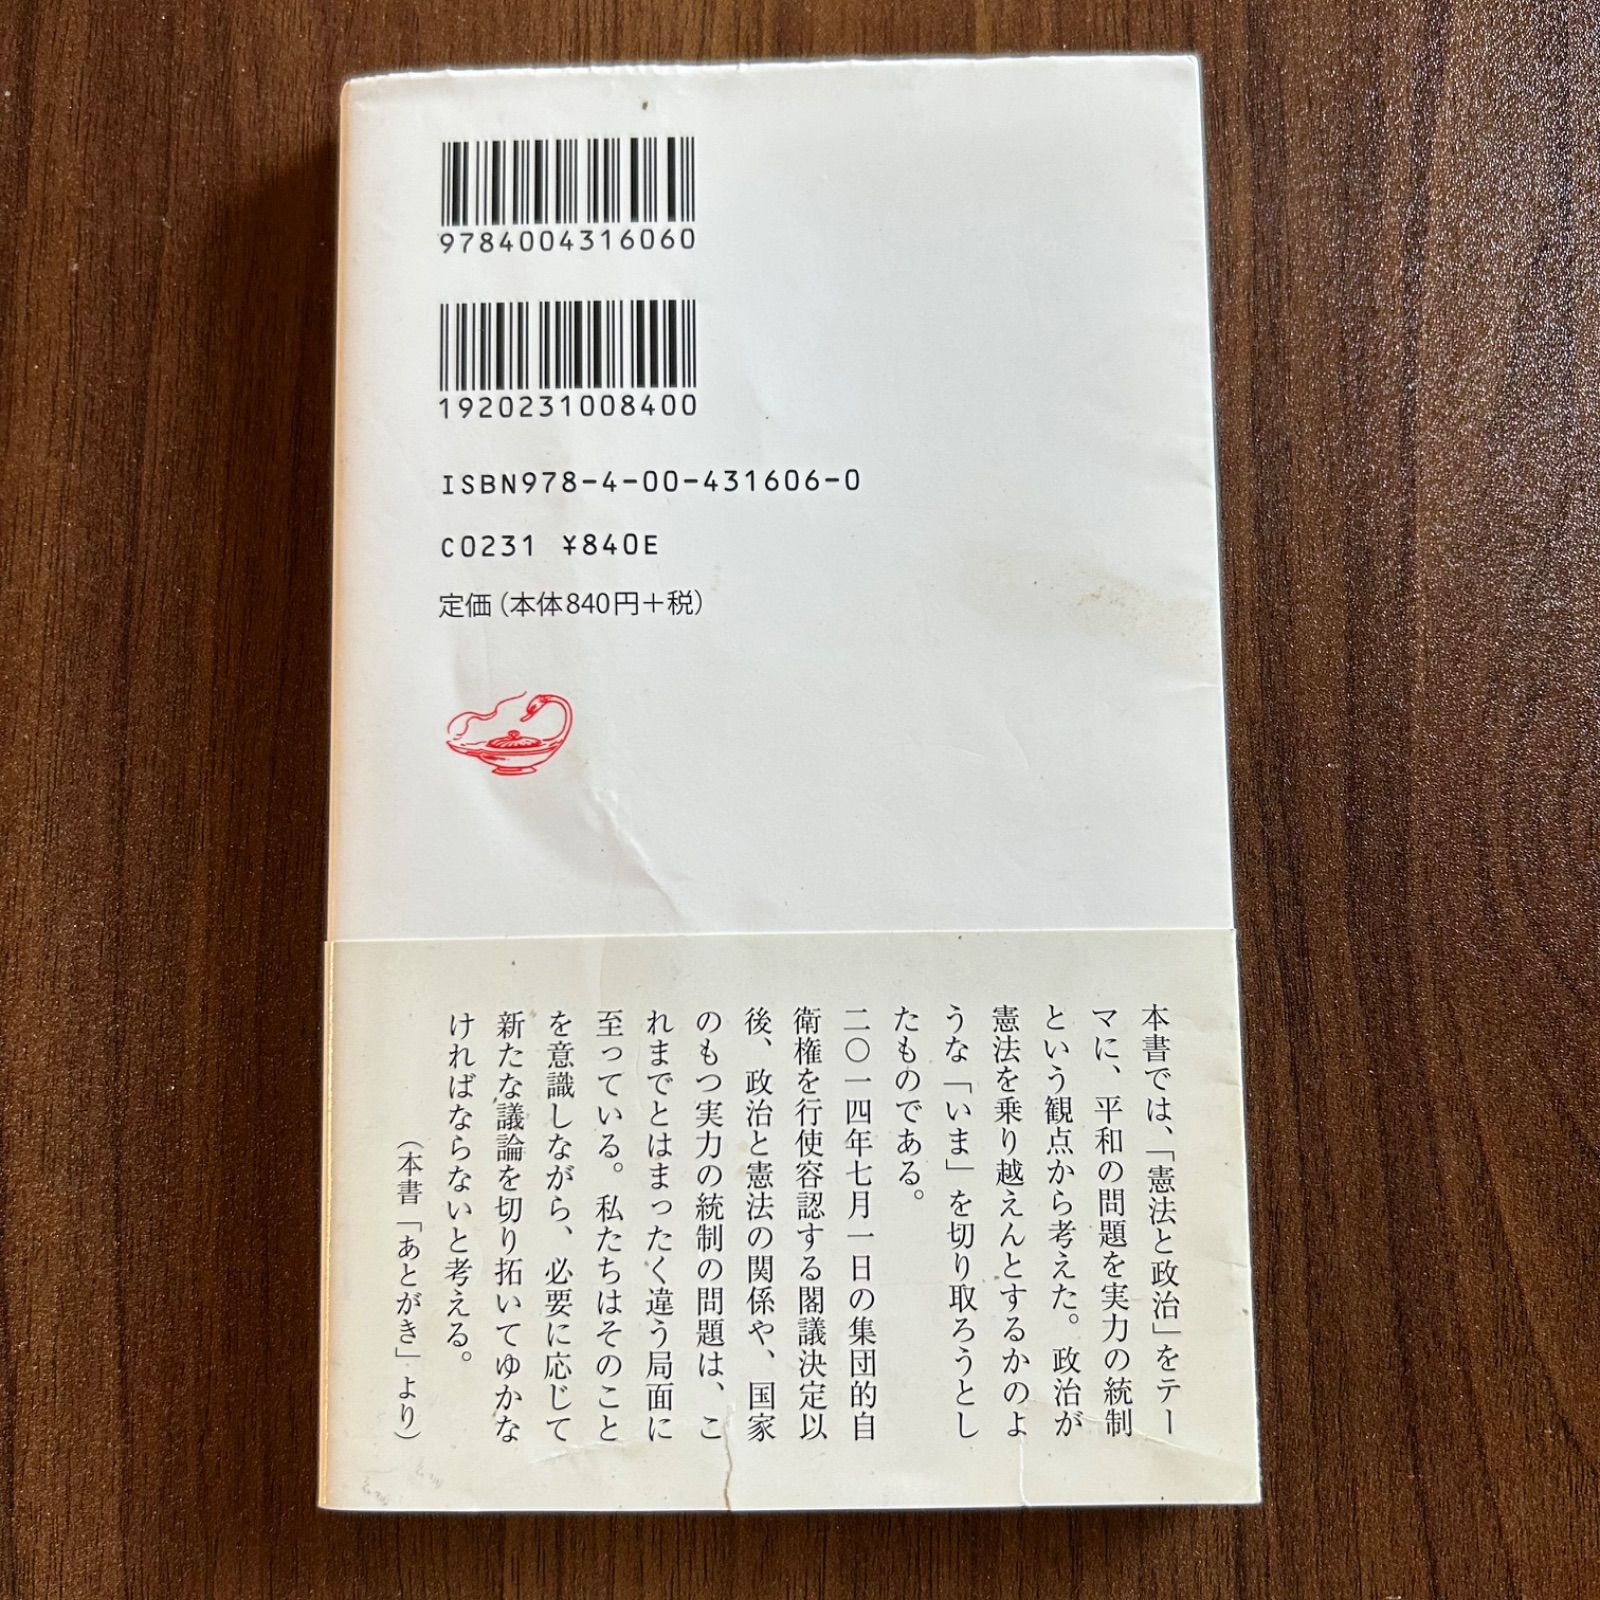 9784004316060
1920231008400
ISBN978-4-00-431606-0
C0231 ¥840E
定価（本体840円＋税）
本書では、「憲法と政治」をテー
マに、平和の問題を実力の統制
という観点から考えた。政治が
憲法を乗り越えんとするかのよ
うな「いま」を切り取ろうとし
たものである。
二〇一四年七月一日の集団的自
衛権を行使容認する閣議決定以
後、政治と憲法の関係や、国家
のもつ実力の統制の問題は、こ
れまでとはまったく違う局面に
至っている。私たちはそのこと
を意識しながら、必要に応じて
新たな議論を切り拓いてゆかな
ければならないと考える。
（本書「あとがき」より）